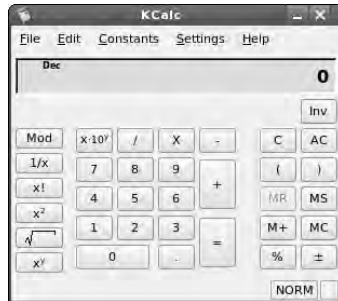 KCalc
File Edit Constants Settings Help
Dec
0
Inv
Mod x·10ʸ / X - C AC
1/x 7 8 9 + ( )
x! 4 5 6 MR MS
x² 1 2 3 = M+ MC
√
xʸ 0 . % ±
NORM